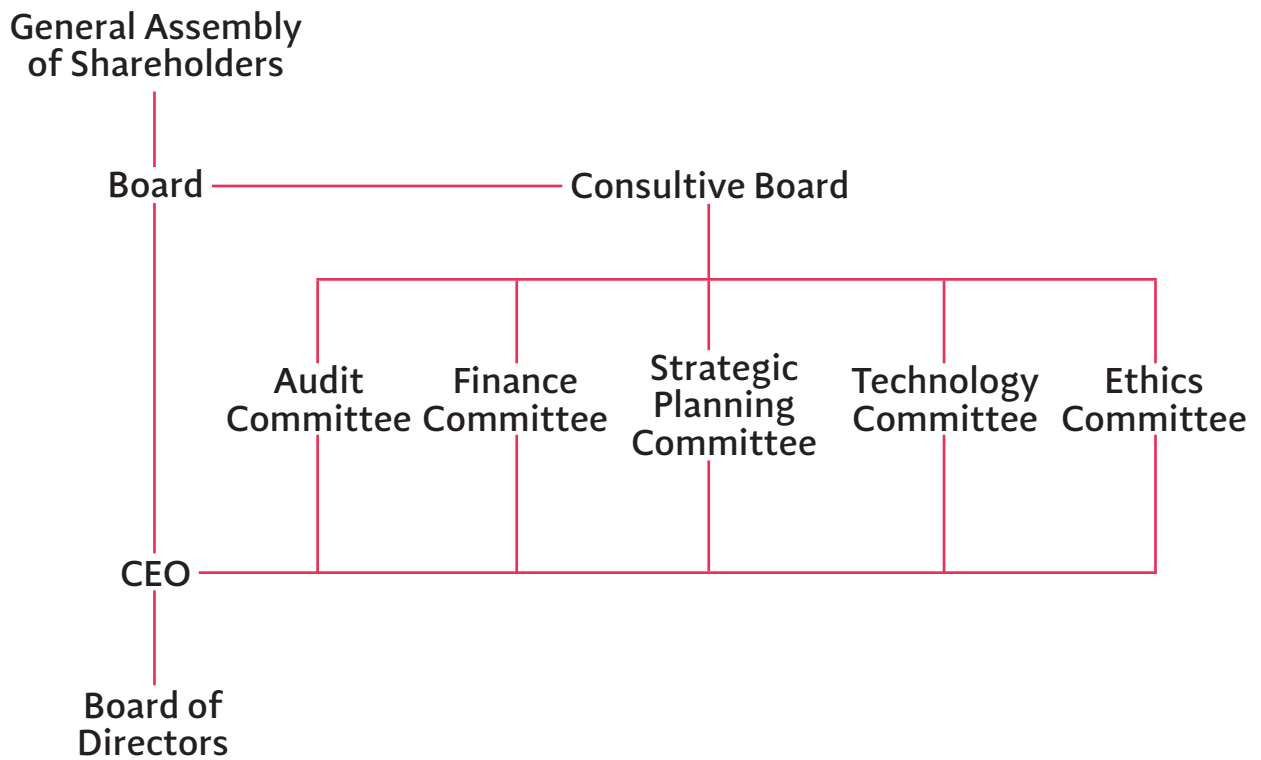 General Assembly
of Shareholders
Board
Consultive Board
Audit
Committee
Finance
Committee
Strategic
Planning
Committee
Technology
Committee
Ethics
Committee
CEO
Board of
Directors